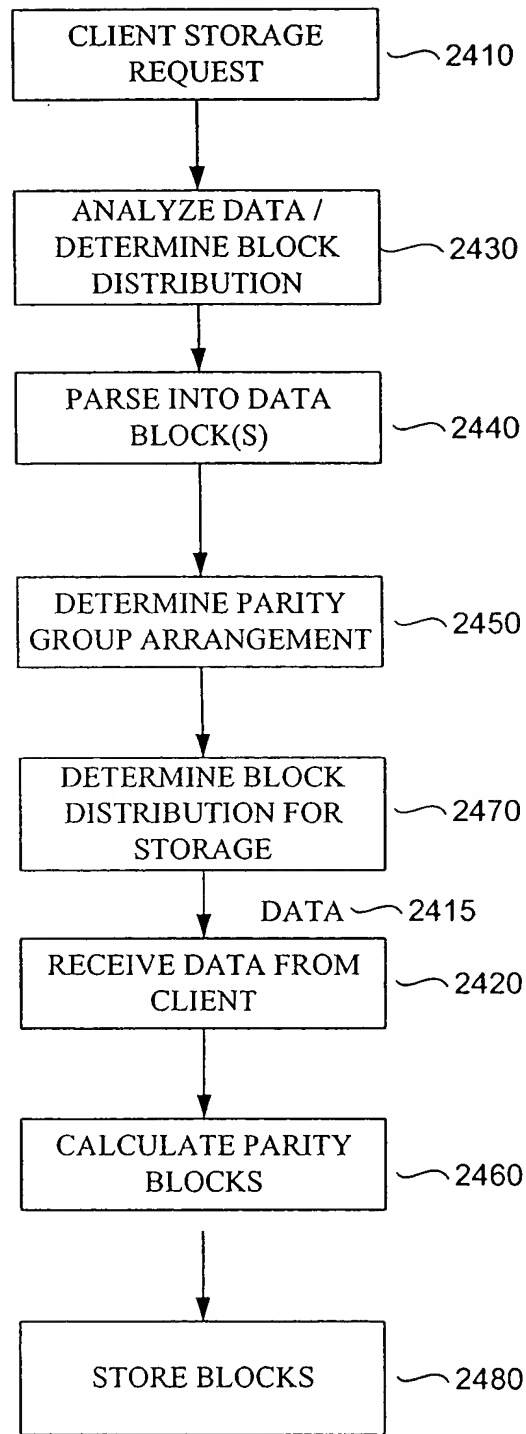 CLIENT STORAGE
REQUEST
2410
ANALYZE DATA /
DETERMINE BLOCK
DISTRIBUTION
2430
PARSE INTO DATA
BLOCK(S)
2440
DETERMINE PARITY
GROUP ARRANGEMENT
2450
DETERMINE BLOCK
DISTRIBUTION FOR
STORAGE
2470
DATA 2415
RECEIVE DATA FROM
CLIENT
2420
CALCULATE PARITY
BLOCKS
2460
STORE BLOCKS
2480